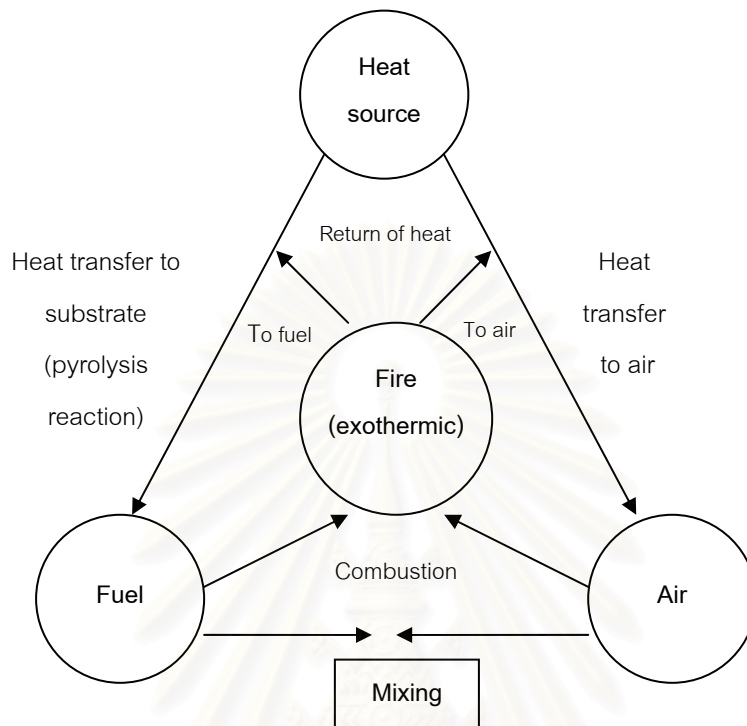 Heat
source
Return of heat
Heat transfer to
substrate
(pyrolysis
reaction)
Heat
transfer
to air
To fuel
To air
Fire
(exothermic)
Fuel
Combustion
Air
Mixing